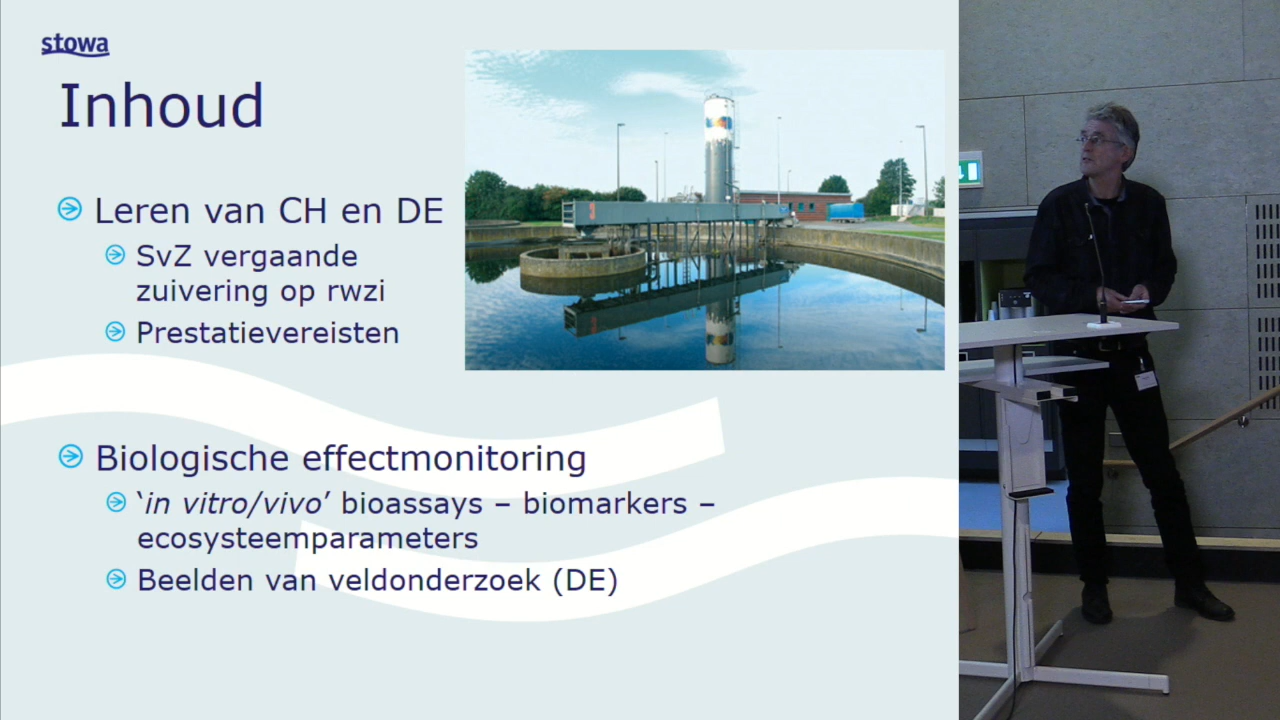 stowa
Inhoud
Leren van CH en DE
SvZ vergaande
zuivering op rwzi
Prestatievereisten
Biologische effectmonitoring
‘in vitro/vivo’ bioassays – biomarkers –
ecosysteemparameters
Beelden van veldonderzoek (DE)